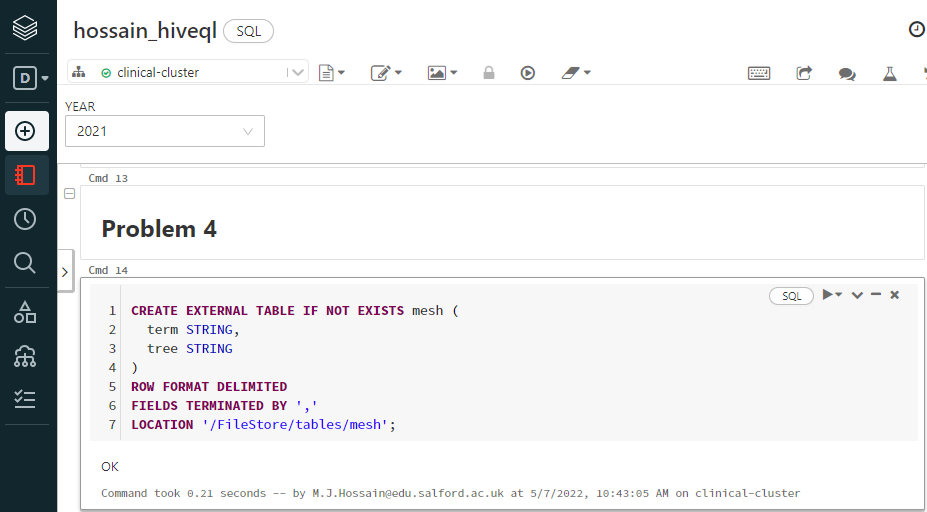 hossain_hiveql SQL
D
clinical-cluster
YEAR
2021
Cmd 13
Problem 4
Cmd 14
SQL
1 CREATE EXTERNAL TABLE IF NOT EXISTS mesh (
2 term STRING,
3 tree STRING
4 )
5 ROW FORMAT DELIMITED
6 FIELDS TERMINATED BY ','
7 LOCATION '/FileStore/tables/mesh';
OK
Command took 0.21 seconds -- by M.J.Hossain@edu.salford.ac.uk at 5/7/2022, 10:43:05 AM on clinical-cluster